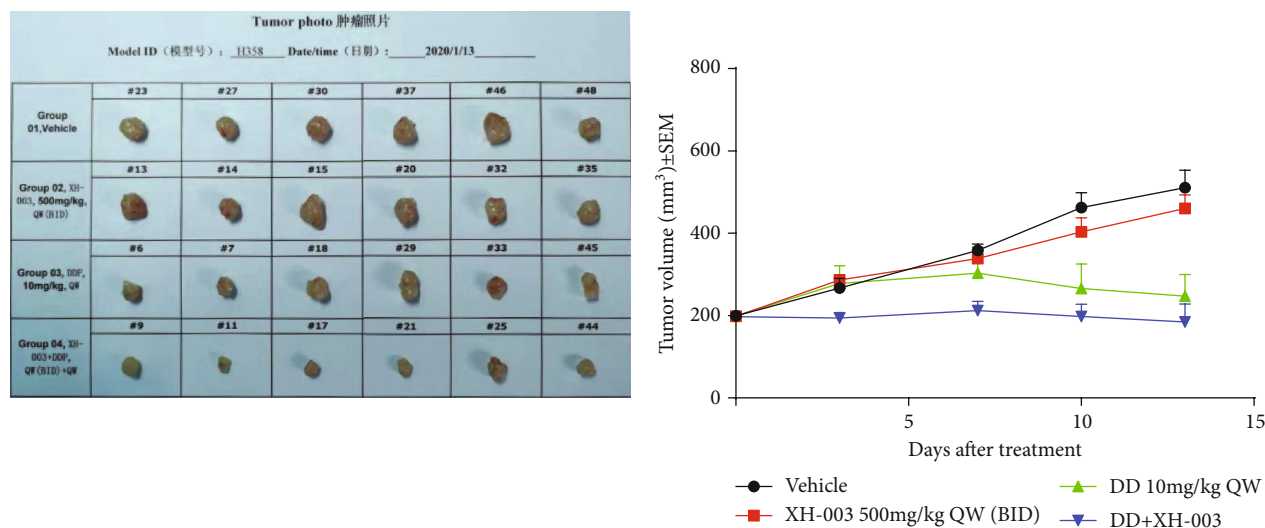 Tumor photo 肿瘤照片
Model ID（模型号）： H358 Date/time（日期）: 2020/1/13
#23 #27 #30 #37 #46 #48
Group
01,Vehicle
#13 #14 #15 #20 #32 #35
Group 02, XH-
003, 500mg/kg,
QW(BID)
#6 #7 #18 #29 #33 #45
Group 03, DDP,
10mg/kg, QW
#9 #11 #17 #21 #25 #44
Group 04, XH-
003+DDP,
QW(BID)+QW
800
600
400
200
0
Tumor volume (mm³)±SEM
5 10 15
Days after treatment
Vehicle
XH-003 500mg/kg QW (BID)
DD 10mg/kg QW
DD+XH-003